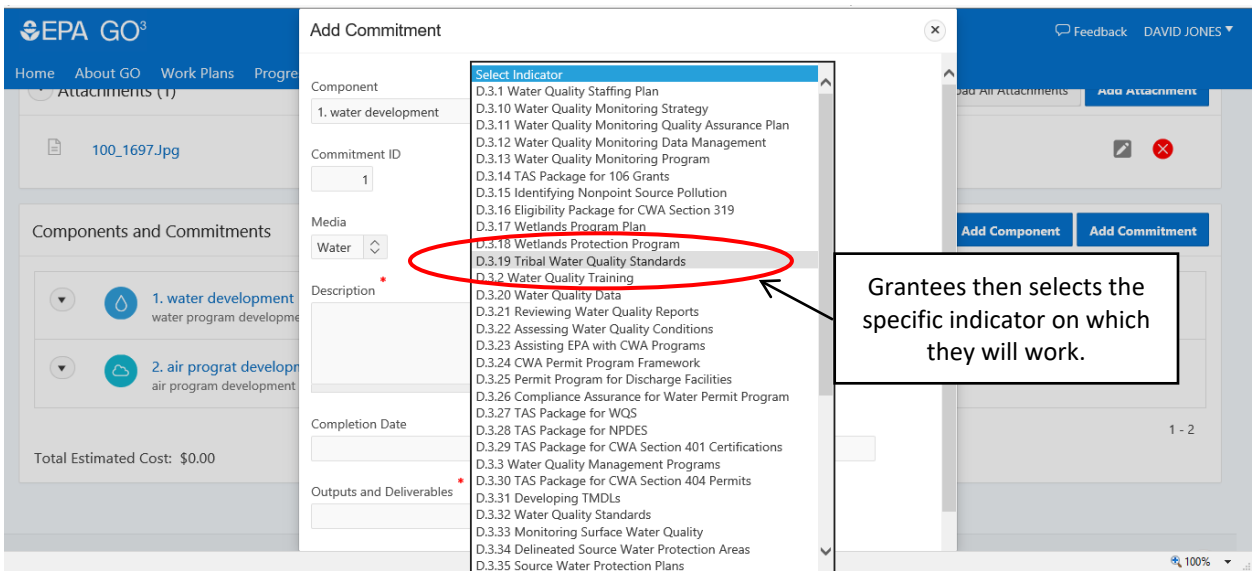 EPA GO³
Feedback DAVID JONES
Home About GO Work Plans Progre
Attachments (1)
oad All Attachments
Add Attachment
100_1697.Jpg
Components and Commitments
Add Component
Add Commitment
1. water development
water program developme
2. air prograt developm
air program development
1 - 2
Total Estimated Cost: $0.00
Add Commitment
Component
1. water development
Commitment ID
1
Media
Water
Description *
Completion Date
Outputs and Deliverables *
Select Indicator
D.3.1 Water Quality Staffing Plan
D.3.10 Water Quality Monitoring Strategy
D.3.11 Water Quality Monitoring Quality Assurance Plan
D.3.12 Water Quality Monitoring Data Management
D.3.13 Water Quality Monitoring Program
D.3.14 TAS Package for 106 Grants
D.3.15 Identifying Nonpoint Source Pollution
D.3.16 Eligibility Package for CWA Section 319
D.3.17 Wetlands Program Plan
D.3.18 Wetlands Protection Program
D.3.19 Tribal Water Quality Standards
D.3.2 Water Quality Training
D.3.20 Water Quality Data
D.3.21 Reviewing Water Quality Reports
D.3.22 Assessing Water Quality Conditions
D.3.23 Assisting EPA with CWA Programs
D.3.24 CWA Permit Program Framework
D.3.25 Permit Program for Discharge Facilities
D.3.26 Compliance Assurance for Water Permit Program
D.3.27 TAS Package for WQS
D.3.28 TAS Package for NPDES
D.3.29 TAS Package for CWA Section 401 Certifications
D.3.3 Water Quality Management Programs
D.3.30 TAS Package for CWA Section 404 Permits
D.3.31 Developing TMDLs
D.3.32 Water Quality Standards
D.3.33 Monitoring Surface Water Quality
D.3.34 Delineated Source Water Protection Areas
D.3.35 Source Water Protection Plans
Grantees then selects the
specific indicator on which
they will work.
100%